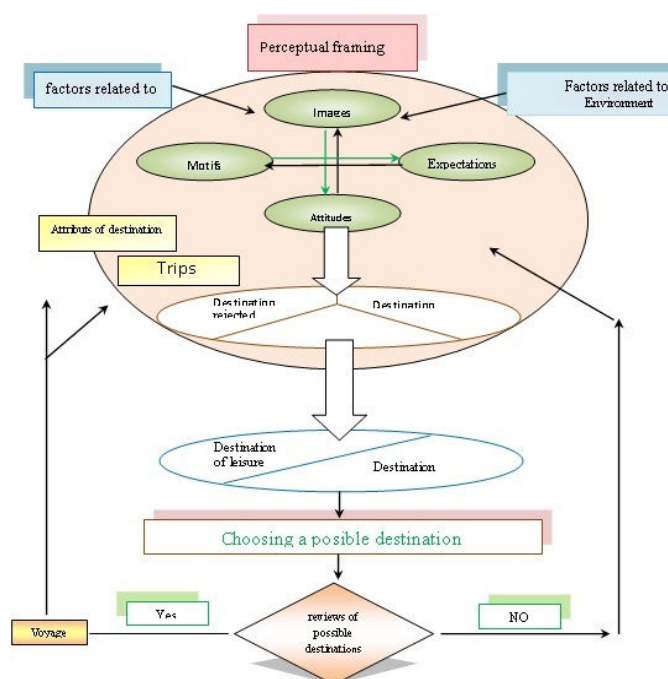 Perceptual framing
factors related to
Factors related to
Environment
Images
Motifs
Expectations
Attitudes
Attributs of destination
Trips
Destination
rejected
Destination
Destination
of leisure
Destination
Choosing a posible destination
Yes
NO
Voyage
reviews of
possible
destinations